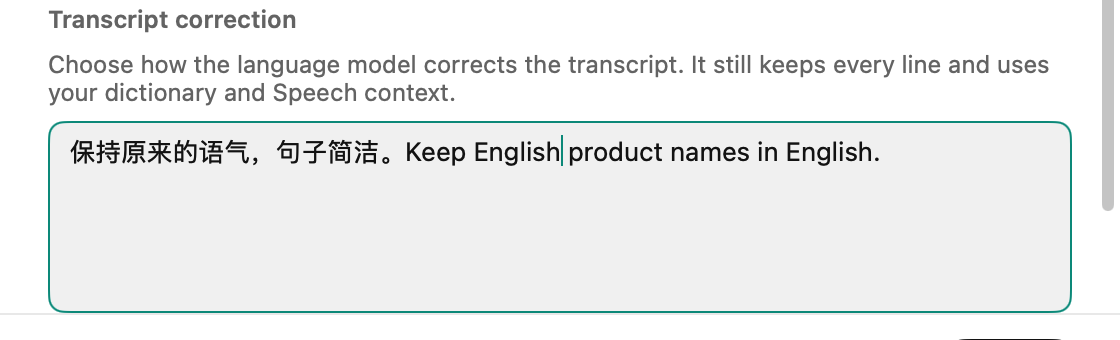 Transcript correction
Choose how the language model corrects the transcript. It still keeps every line and uses
your dictionary and Speech context.
保持原来的语气，句子简洁。Keep English product names in English.